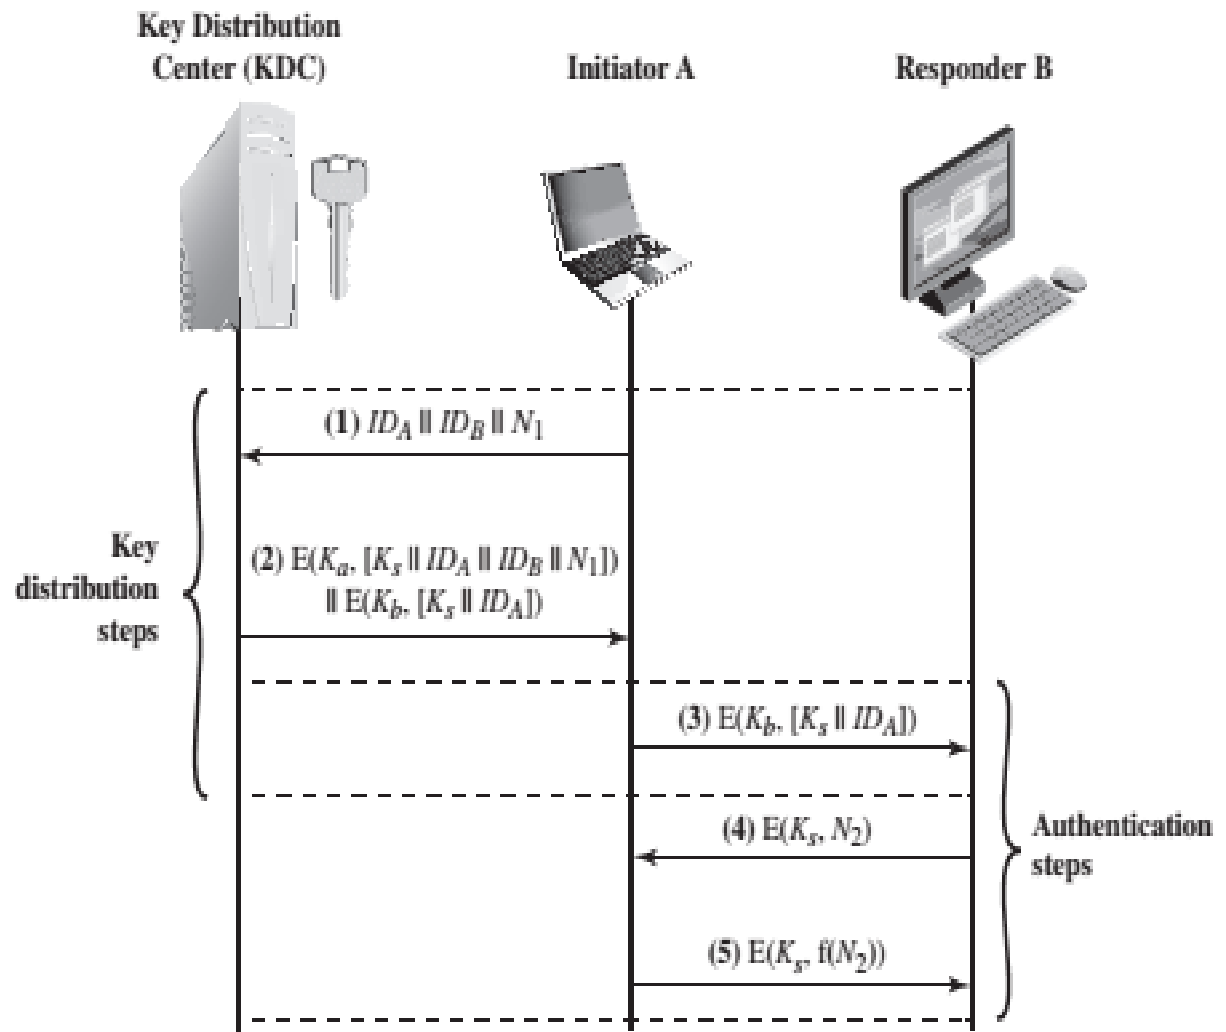 Key Distribution
Center (KDC)
Initiator A
Responder B
(1) ID_A || ID_B || N_1
Key
distribution
steps
(2) E(K_a, [K_s || ID_A || ID_B || N_1])
|| E(K_b, [K_s || ID_A])
(3) E(K_b, [K_s || ID_A])
(4) E(K_s, N_2)
Authentication
steps
(5) E(K_s, f(N_2))